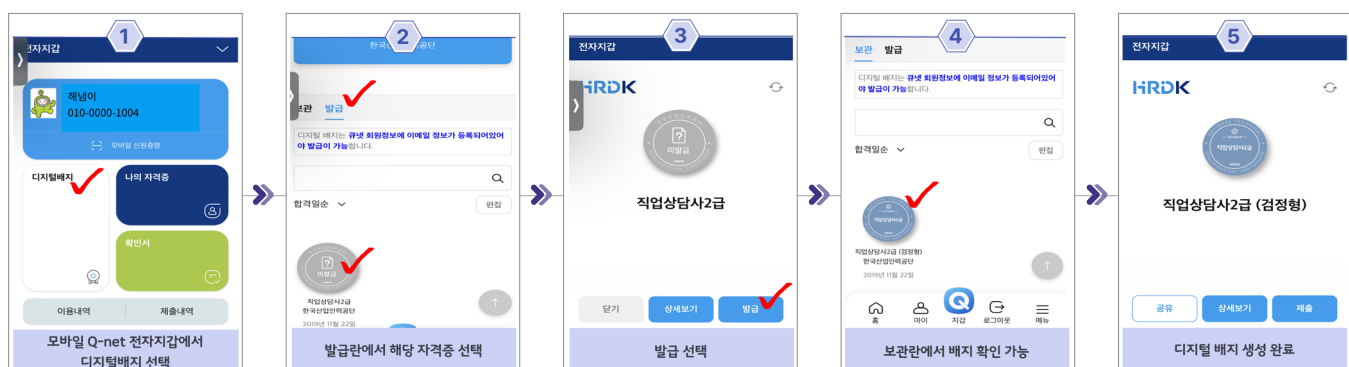 1
전자지갑
해냄이
010-0000-1004
모바일 신원증명
디지털배지
나의 자격증
확인서
이용내역
제출내역
모바일 Q-net 전자지갑에서
디지털배지 선택
2
보관 발급
디지털 배지는 큐넷 회원정보에 이메일 정보가 등록되어있어
야 발급이 가능합니다.
합격일순
편집
미발급
직업상담사2급
한국산업인력공단
2019년 11월 22일
발급란에서 해당 자격증 선택
3
전자지갑
HRDK
미발급
직업상담사2급
닫기
상세보기
발급
발급 선택
4
보관 발급
디지털 배지는 큐넷 회원정보에 이메일 정보가 등록되어있어
야 발급이 가능합니다.
합격일순
편집
직업상담사2급
직업상담사2급 (검정형)
한국산업인력공단
2019년 11월 22일
홈
마이
지갑
로그아웃
메뉴
보관란에서 배지 확인 가능
5
전자지갑
HRDK
직업상담사2급
직업상담사2급 (검정형)
공유
상세보기
제출
디지털 배지 생성 완료